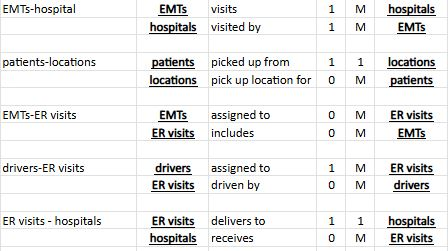 EMTs-hospital EMTs visits 1 M hospitals
hospitals visited by 1 M EMTs
patients-locations patients picked up from 1 1 locations
locations pick up location for 0 M patients
EMTs-ER visits EMTs assigned to 0 M ER visits
ER visits includes 0 M EMTs
drivers-ER visits drivers assigned to 1 M ER visits
ER visits driven by 0 M drivers
ER visits - hospitals ER visits delivers to 1 1 hospitals
hospitals receives 0 M ER visits